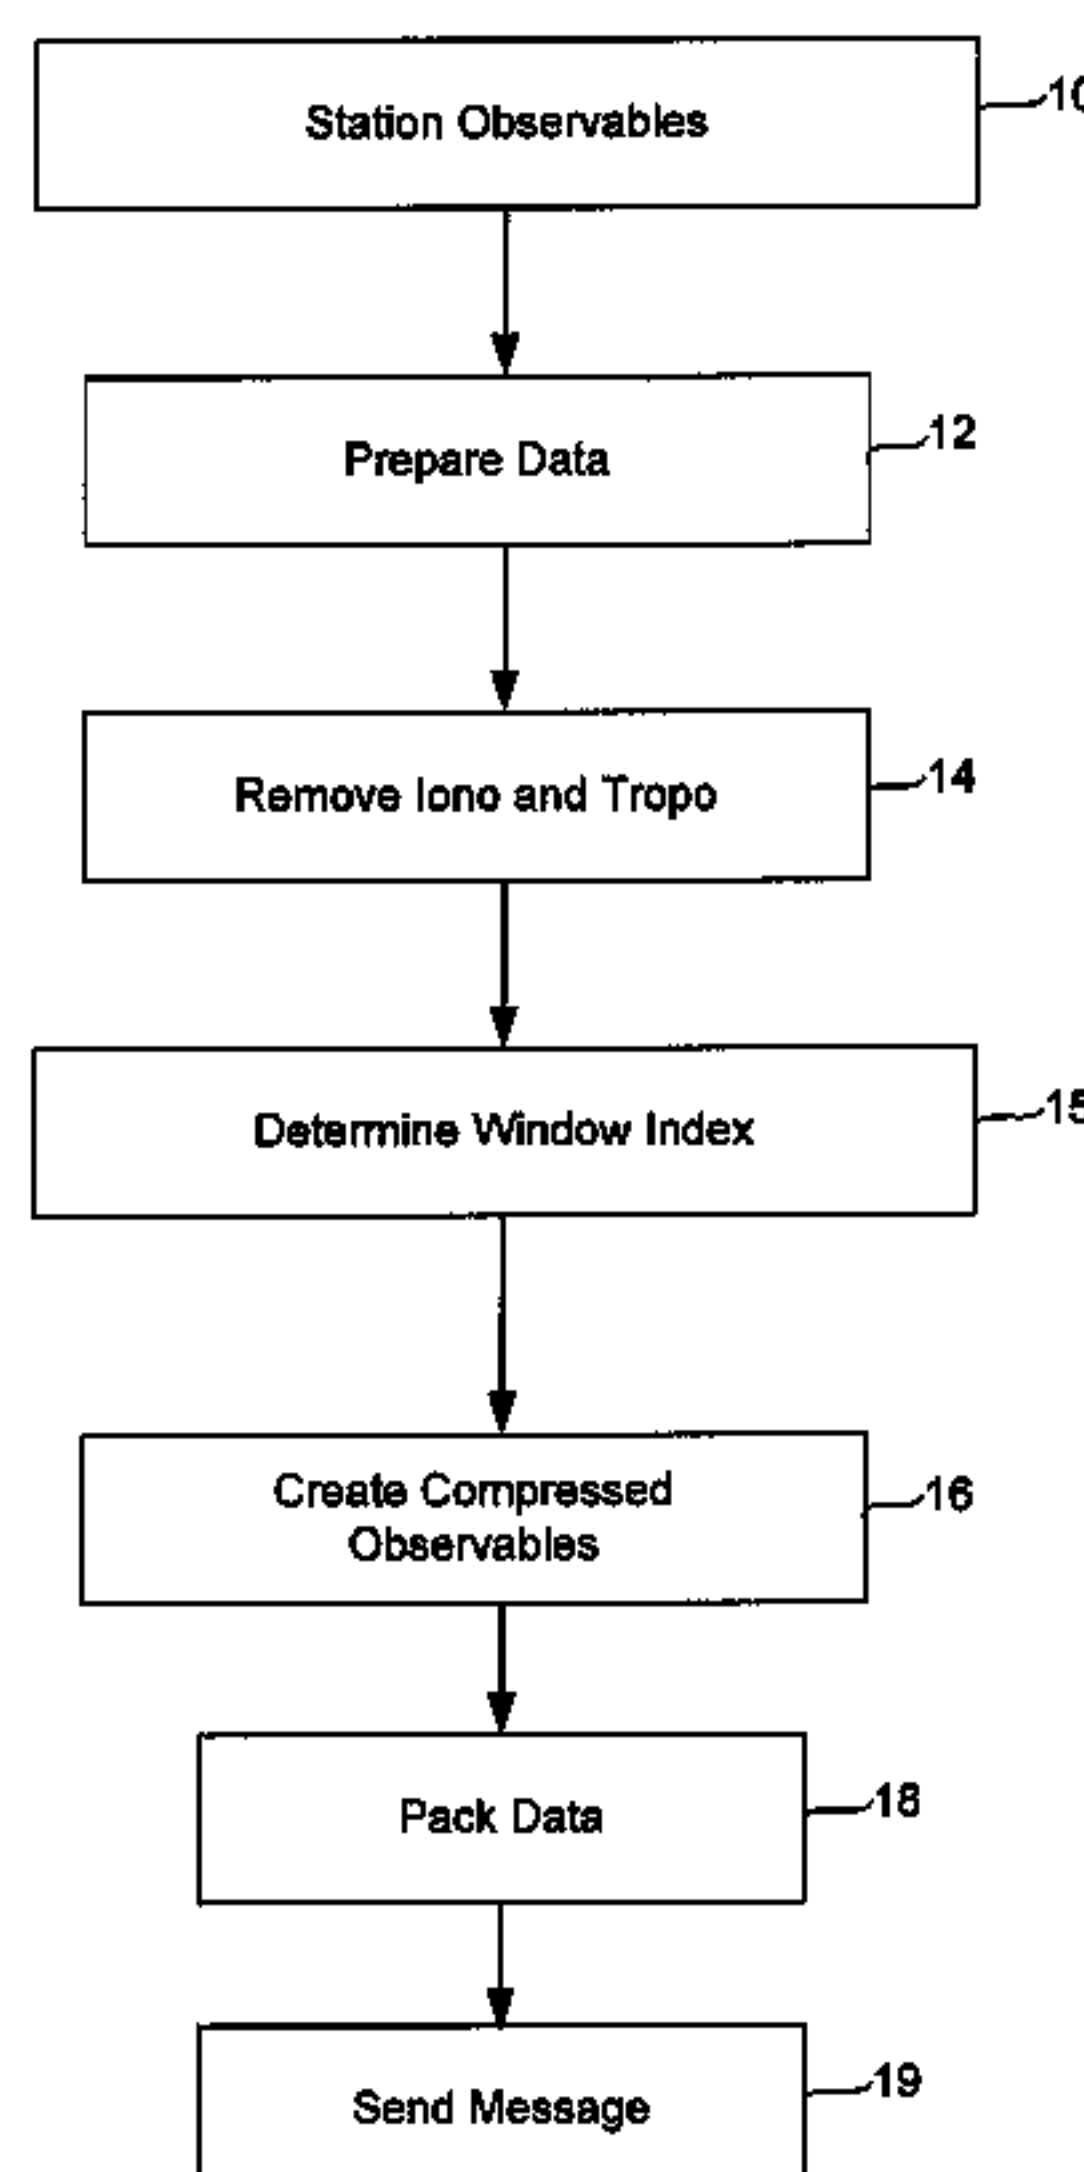 Station Observables
10
Prepare Data
12
Remove Iono and Tropo
14
Determine Window Index
15
Create Compressed
Observables
16
Pack Data
18
Send Message
19